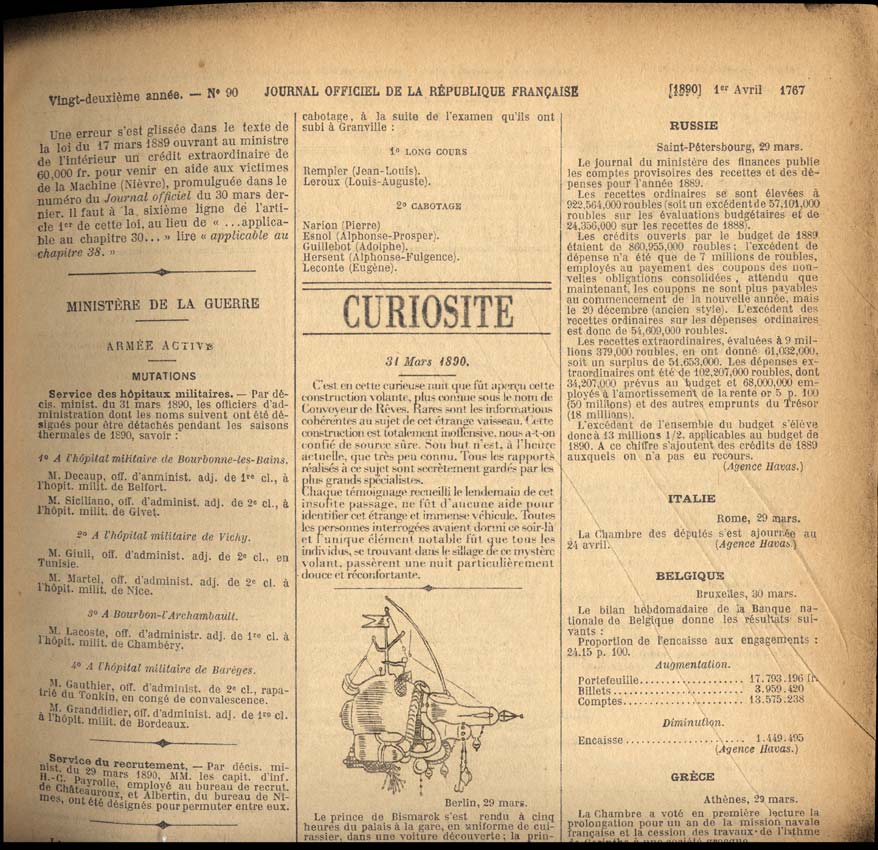 Vingt-deuxième année. — N° 90
JOURNAL OFFICIEL DE LA RÉPUBLIQUE FRANÇAISE
[1890] 1er Avril 1767
Une erreur s'est glissée dans le texte de
la loi du 17 mars 1889 ouvrant au ministre
de l'intérieur un crédit extraordinaire de
60,000 fr. pour venir en aide aux victimes
de la Machine (Nièvre), promulguée dans le
numéro du Journal officiel du 30 mars der-
nier. Il faut à la sixième ligne de l'arti-
cle 1er de cette loi, au lieu de « ...applica-
ble au chapitre 30... » lire « applicable au
chapitre 38. »
MINISTÈRE DE LA GUERRE
ARMÉE ACTIVE
MUTATIONS
Service des hôpitaux militaires. — Par dé-
cis. minist. du 31 mars 1890, les officiers d'ad-
ministration dont les noms suivent ont été dé-
signés pour être détachés pendant les saisons
thermales de 1890, savoir :
1° A l'hôpital militaire de Bourbonne-les-Bains.
M. Decaup, off. d'anminist. adj. de 1re cl., à
l'hopit. milit. de Belfort.
M. Siciliano, off. d'administ. adj. de 2e cl., à
l'hôpit. milit. de Givet.
2° A l'hôpital militaire de Vichy.
M. Giuli, off. d'administ. adj. de 2e cl., en
Tunisie.
M. Martel, off. d'administ. adj. de 2e cl. à
l'hôpit. milit. de Nice.
3° A Bourbon-l'Archambault.
M. Lacoste, off. d'administr. adj. de 1re cl. à
l'hôpit. milit. de Chambéry.
4° A l'hôpital militaire de Barèges.
M. Gauthier, off. d'administ. de 2e cl., rapa-
trié du Tonkin, en congé de convalescence.
M. Granddidier, off. d'administ. adj. de 1re cl.
à l'hôpit. milit. de Bordeaux.
Service du recrutement. — Par décis. mi-
nist. du 29 mars 1890, MM. les capit. d'inf.
H.-C. Payrolle, employé au bureau de recrut.
de Châteauroux, et Albertin, du bureau de Nî-
mes, ont été désignés pour permuter entre eux.
cabotage, à la suite de l'examen qu'ils ont
subi à Granville :
1° LONG COURS
Rempler (Jean-Louis).
Leroux (Louis-Auguste).
2° CABOTAGE
Narion (Pierre)
Esnol (Alphonse-Prosper).
Guillebot (Adolphe).
Hersent (Alphonse-Fulgence).
Leconte (Eugène).
CURIOSITE
31 Mars 1890.
C'est en cette curieuse nuit que fût aperçu cette
construction volante, plus connue sous le nom de
Convoyeur de Rêves. Rares sont les informations
cohérentes au sujet de cet étrange vaisseau. Cette
construction est totalement inoffensive, nous a-t-on
confié de source sûre. Son but n'est, à l'heure
actuelle, que très peu connu. Tous les rapports
réalisés à ce sujet sont secrètement gardés par les
plus grands spécialistes.
Chaque témoignage recueilli le lendemain de cet
insolite passage, ne fût d'aucune aide pour
identifier cet étrange et immense véhicule. Toutes
les personnes interrogées avaient dormi ce soir-là
et l'unique élément notable fût que tous les
individus, se trouvant dans le sillage de ce mystère
volant, passèrent une nuit particulièrement
douce et réconfortante.
Berlin, 29 mars.
Le prince de Bismarck s'est rendu à cinq
heures du palais à la gare, en uniforme de cui-
rassier, dans une voiture découverte ; la prin-
RUSSIE
Saint-Pétersbourg, 29 mars.
Le journal du ministère des finances publie
les comptes provisoires des recettes et des dé-
penses pour l'année 1889.
Les recettes ordinaires se sont élevées à
922,564,000 roubles (soit un excédent de 57,101,000
roubles sur les évaluations budgétaires et de
24,356,000 sur les recettes de 1888).
Les crédits ouverts par le budget de 1889
étaient de 860,955,000 roubles ; l'excédent de
dépense n'a été que de 7 millions de roubles,
employés au payement des coupons des nou-
velles obligations consolidées, attendu que
maintenant, les coupons ne sont plus payables
au commencement de la nouvelle année, mais
le 20 décembre (ancien style). L'excédent des
recettes ordinaires sur les dépenses ordinaires
est donc de 54,609,000 roubles.
Les recettes extraordinaires, évaluées à 9 mil-
lions 379,000 roubles, en ont donné 61,032,000,
soit un surplus de 51,653,000. Les dépenses ex-
traordinaires ont été de 102,207,000 roubles, dont
34,207,000 prévus au budget et 68,000,000 em-
ployés à l'amortissement de la rente or 5 p. 100
(50 millions) et des autres emprunts du Trésor
(18 millions).
L'excédent de l'ensemble du budget s'élève
donc à 13 millions 1/2, applicables au budget de
1890. A ce chiffre s'ajoutent des crédits de 1889
auxquels on n'a pas eu recours.
(Agence Havas.)
ITALIE
Rome, 29 mars.
La Chambre des députés s'est ajournée au
24 avril. (Agence Havas.)
BELGIQUE
Bruxelles, 30 mars.
Le bilan hebdomadaire de la Banque na-
tionale de Belgique donne les résultats sui-
vants :
Proportion de l'encaisse aux engagements :
24.15 p. 100.
Augmentation.
Portefeuille.................... 17.793.196 fr.
Billets......................... 3.959.420
Comptes......................... 13.575.238
Diminution.
Encaisse........................ 1.449.495
(Agence Havas.)
GRÈCE
Athènes, 29 mars.
La Chambre a voté en première lecture la
prolongation pour un an de la mission navale
française et la cession des travaux de l'isthme